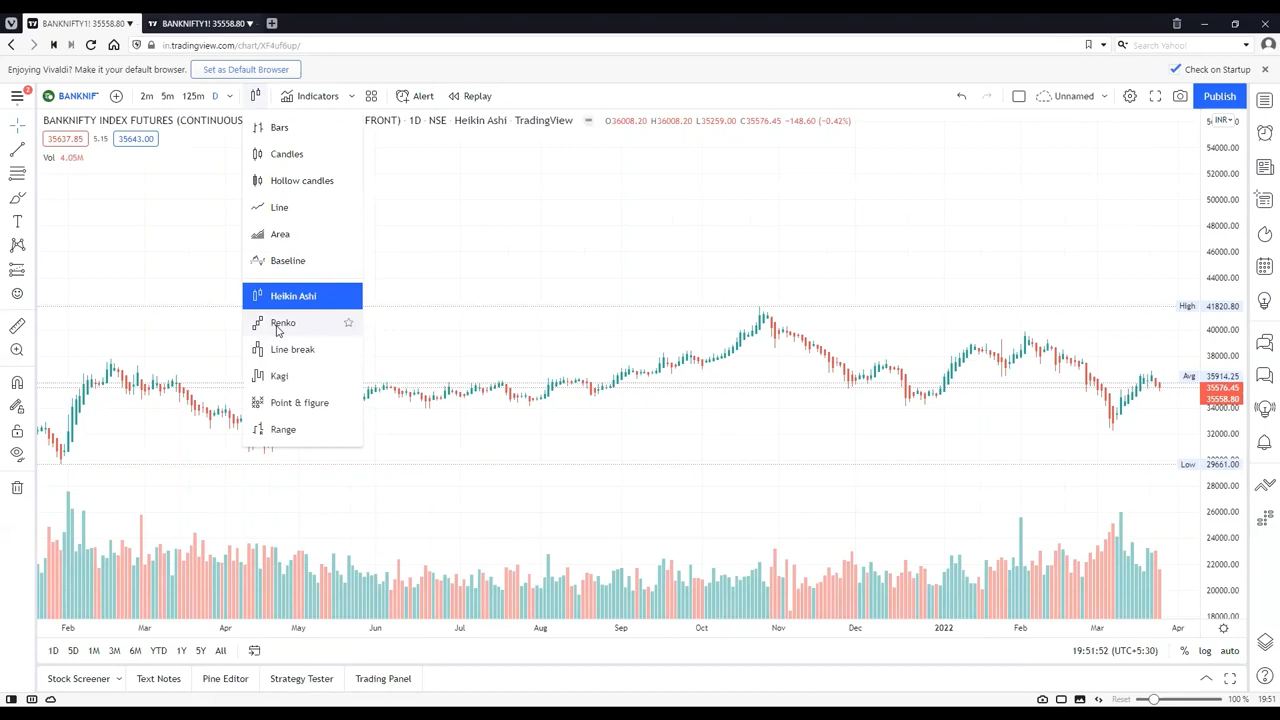 BANKNIFTY1! 35558.80 ▼
BANKNIFTY1! 35558.80 ▼
in.tradingview.com/chart/XF4uf6up/
Search Yahoo!
Enjoying Vivaldi? Make it your default browser.
Set as Default Browser
Check on Startup
2
BANKNIF
2m
5m
125m
D
Indicators
Alert
Replay
Unnamed
Publish
BANKNIFTY INDEX FUTURES (CONTINUOUS
FRONT) · 1D · NSE · Heikin Ashi · TradingView
O36008.20 H36008.20 L35259.00 C35576.45 −148.60 (−0.42%)
INR
35637.85
5.15
35643.00
Vol 4.05M
Bars
Candles
Hollow candles
Line
Area
Baseline
Heikin Ashi
Renko
Line break
Kagi
Point & figure
Range
54000.00
52000.00
50000.00
48000.00
46000.00
44000.00
High 41820.80
40000.00
38000.00
Avg 35914.25
35576.45
35558.80
34000.00
32000.00
Low 29661.00
28000.00
26000.00
24000.00
22000.00
20000.00
18000.00
Feb Mar Apr May Jun Jul Aug Sep Oct Nov Dec 2022 Feb Mar Apr
1D 5D 1M 3M 6M YTD 1Y 5Y All
19:51:52 (UTC+5:30)
% log auto
Stock Screener
Text Notes
Pine Editor
Strategy Tester
Trading Panel
Reset
100 %
19:51